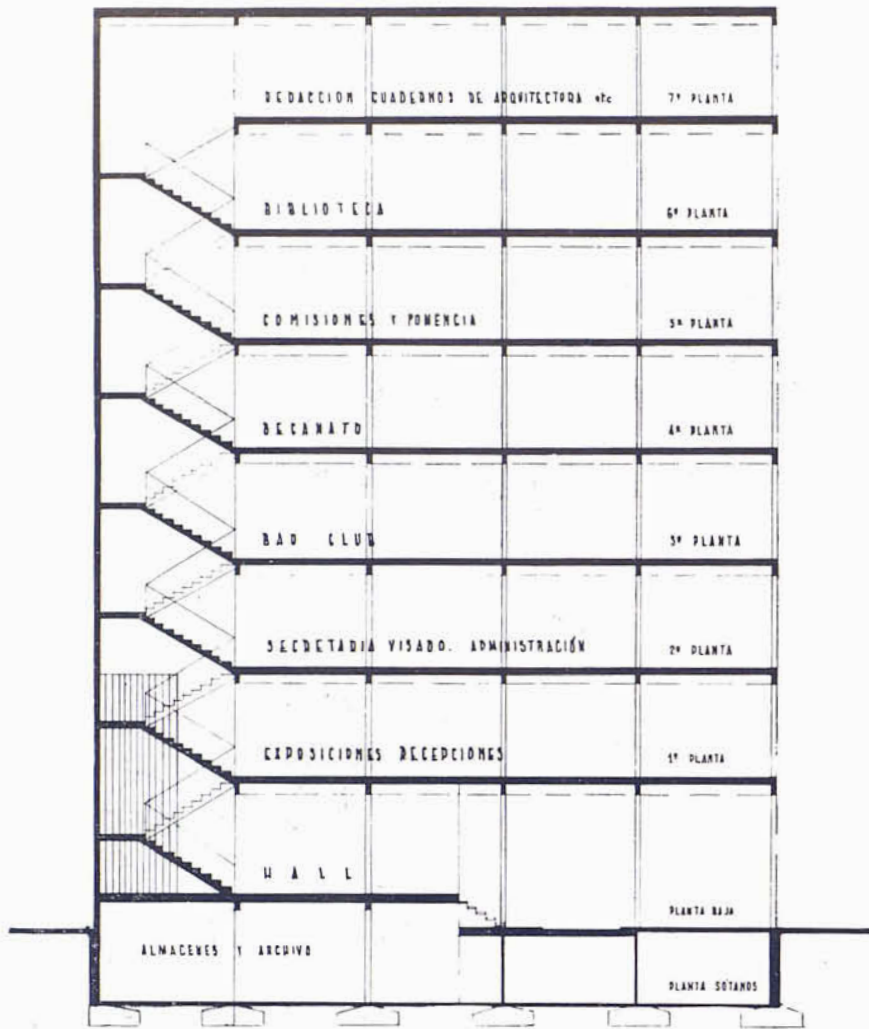 REDACCION CUADERNOS DE ARQUITECTURA etc 7ª PLANTA
BIBLIOTECA 6ª PLANTA
COMISIONES Y PONENCIA 5ª PLANTA
DECANATO 4ª PLANTA
BAR CLUB 3ª PLANTA
SECRETARIA VISADO. ADMINISTRACIÓN 2ª PLANTA
EXPOSICIONES RECEPCIONES 1ª PLANTA
HALL
PLANTA BAJA
ALMACENES Y ARCHIVO
PLANTA SÓTANOS